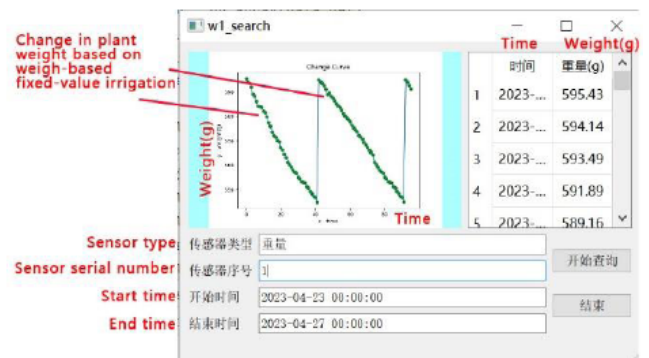 w1_search
Change in plant
weight based on
weigh-based
fixed-value irrigation
Time Weight(g)
Change Curve
时间 重量(g)
1 2023-... 595.43
2 2023-... 594.14
3 2023-... 593.49
4 2023-... 591.89
5 2023-... 589.16
Weight(g)
Time
Sensor type 传感器类型 重量
Sensor serial number 传感器序号 1
开始查询
Start time 开始时间 2023-04-23 00:00:00
结束
End time 结束时间 2023-04-27 00:00:00